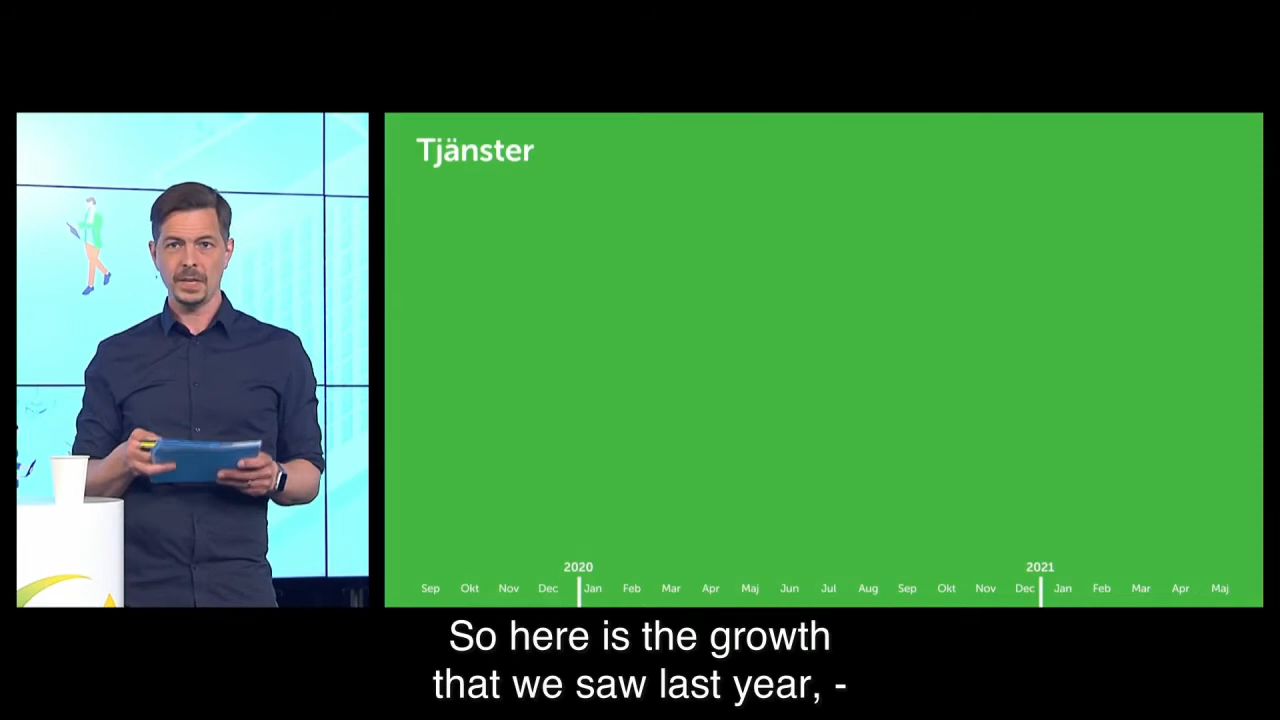 Tjänster
2020 2021
Sep Okt Nov Dec Jan Feb Mar Apr Maj Jun Jul Aug Sep Okt Nov Dec Jan Feb Mar Apr Maj
So here is the growth
that we saw last year, -